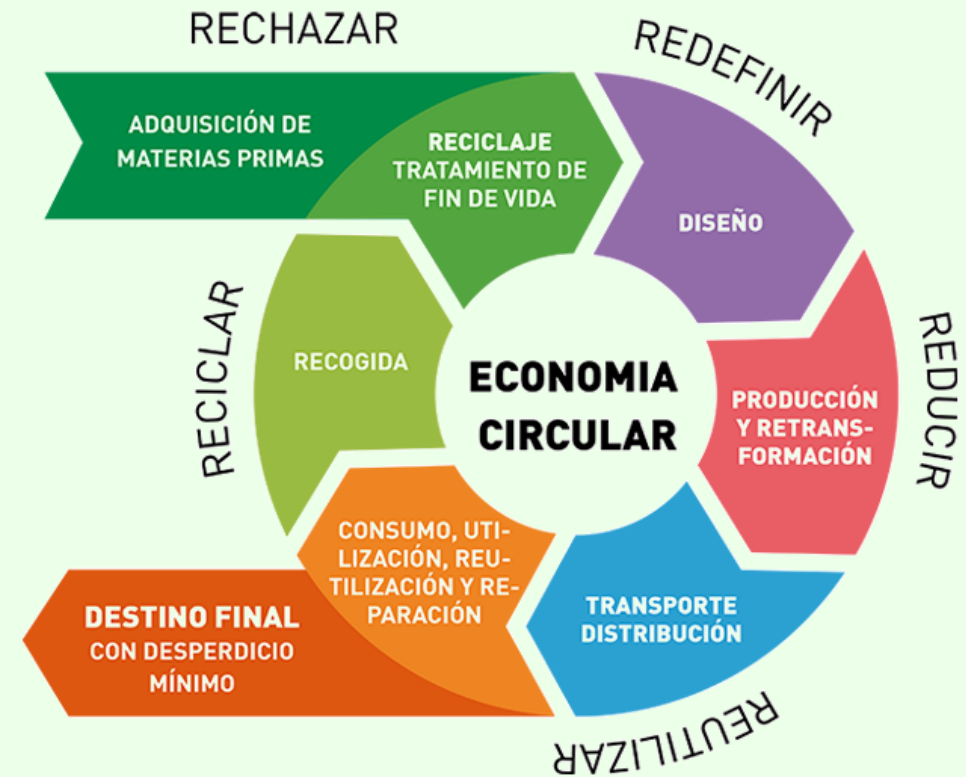 RECHAZAR
REDEFINIR
ADQUISICIÓN DE
MATERIAS PRIMAS
RECICLAJE
TRATAMIENTO DE
FIN DE VIDA
DISEÑO
REDUCIR
PRODUCCIÓN
Y RETRANS-
FORMACIÓN
ECONOMIA
CIRCULAR
RECICLAR
RECOGIDA
CONSUMO, UTI-
LIZACIÓN, REU-
TILIZACIÓN Y RE-
PARACIÓN
TRANSPORTE
DISTRIBUCIÓN
DESTINO FINAL
CON DESPERDICIO
MÍNIMO
REUTILIZAR